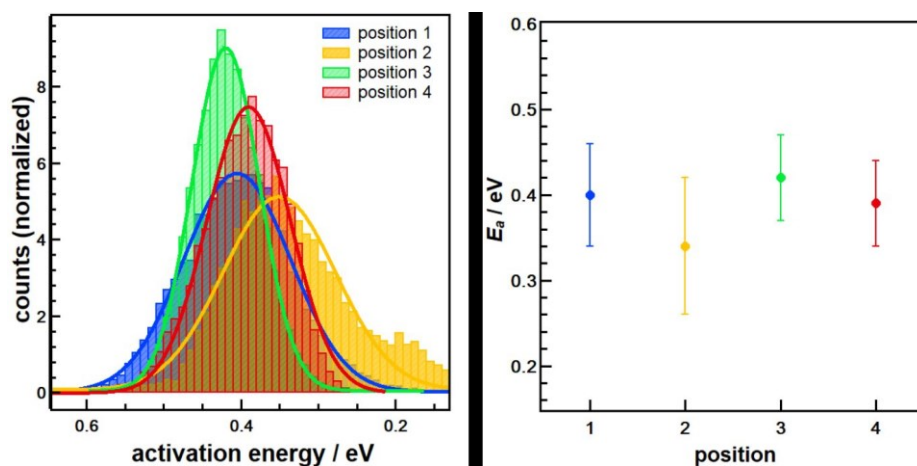 position 1
position 2
position 3
position 4
8
6
4
2
0
counts (normalized)
0.6 0.4 0.2
activation energy / eV
0.6
0.5
0.4
0.3
0.2
Ea / eV
1 2 3 4
position